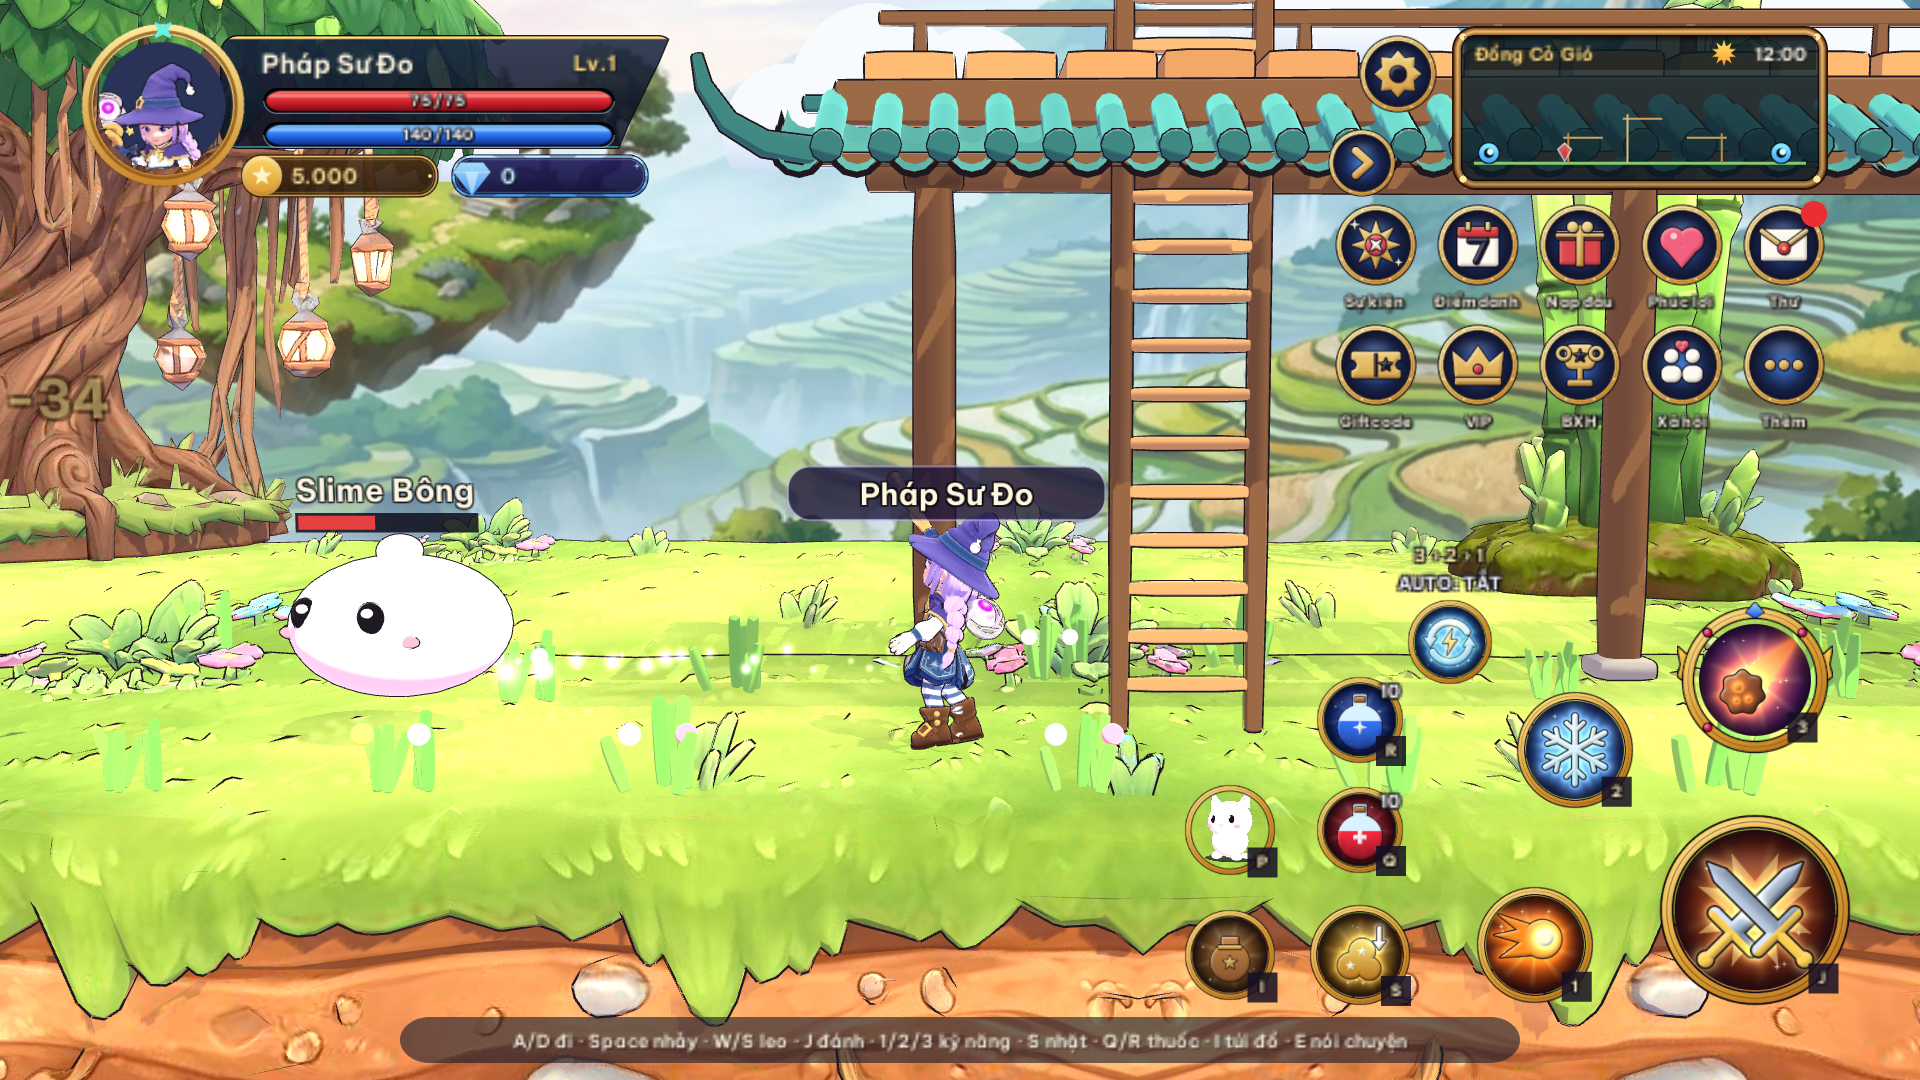 Pháp Sư Đo
Lv.1
75/75
140/140
5.000
0
Đồng Cỏ Gió
12:00
Sự kiện
Điểm danh
Nạp đầu
Phúc lợi
Thư
Giftcode
VIP
BXH
Xã hội
Thêm
-34
Slime Bông
Pháp Sư Đo
3+2+1
AUTO: TẮT
10
R
10
Q
P
2
3
I
S
1
J
A/D đi - Space nhảy - W/S leo - J đánh - 1/2/3 kỹ năng - S nhặt - Q/R thuốc - I túi đồ - E nói chuyện